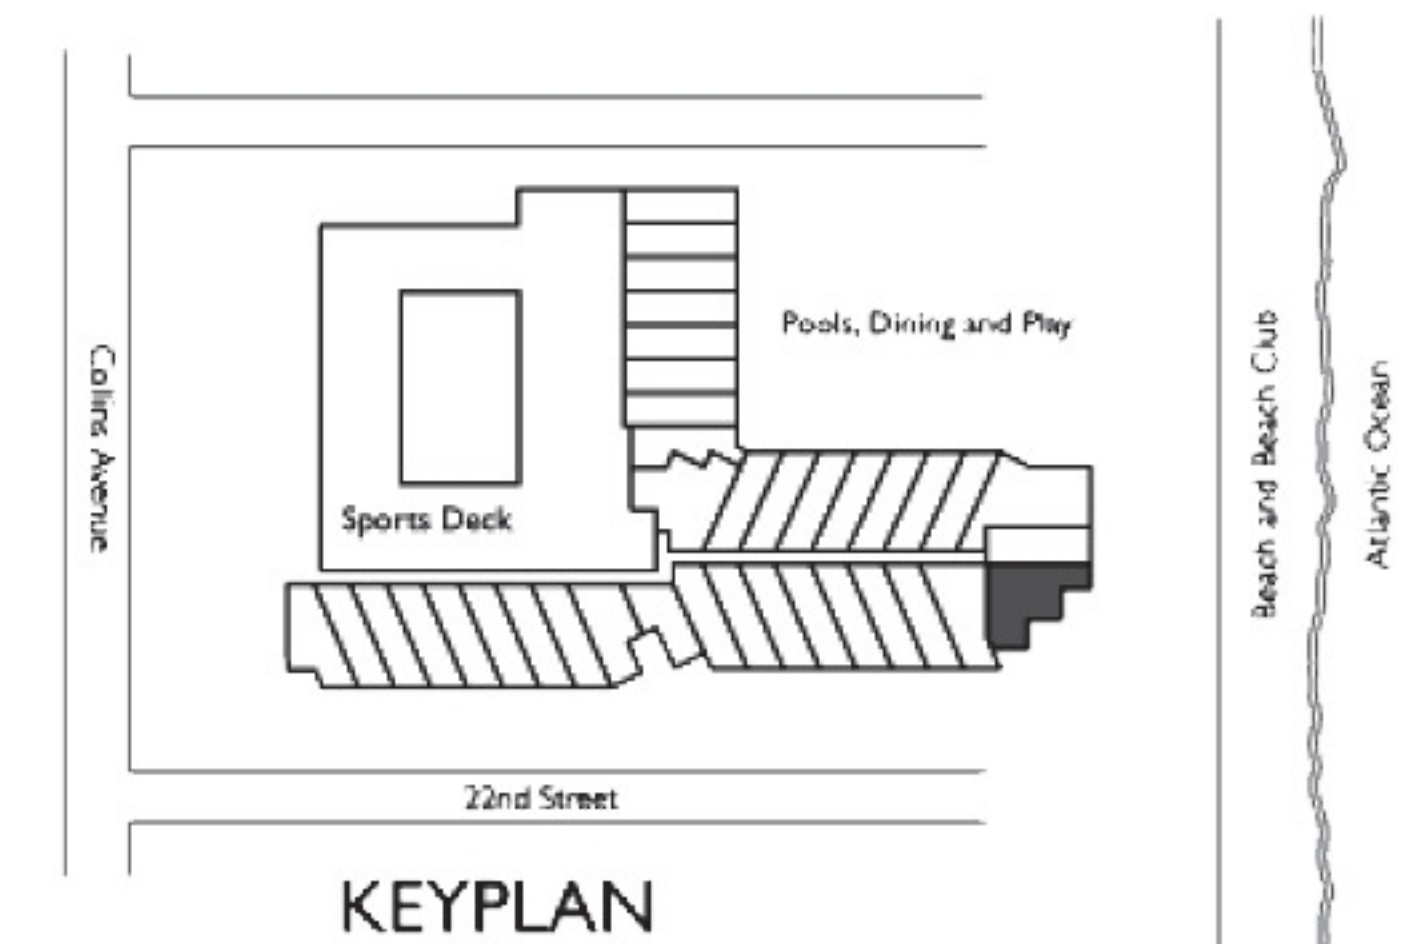 Pools, Dining and Play
Collins Avenue
Beach and Beach Club
Atlantic Ocean
Sports Deck
22nd Street
KEYPLAN